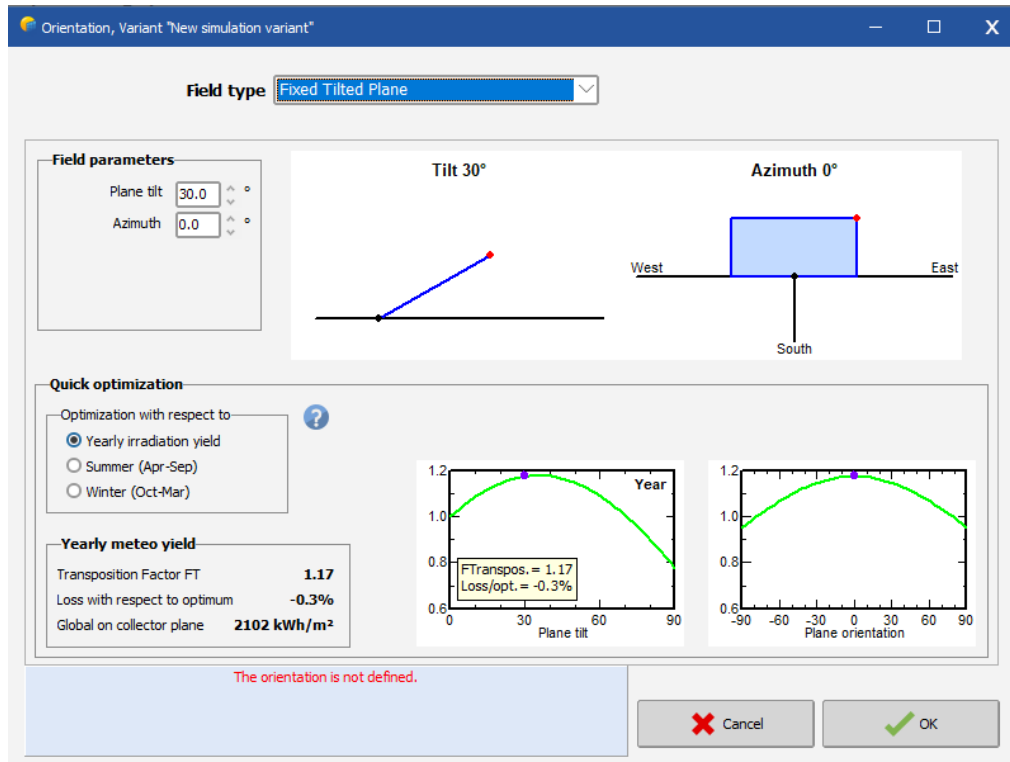 Orientation, Variant "New simulation variant"
Field type Fixed Tilted Plane
Field parameters
Plane tilt 30.0 °
Azimuth 0.0 °
Tilt 30°
Azimuth 0°
West East
South
Quick optimization
Optimization with respect to
Yearly irradiation yield
Summer (Apr-Sep)
Winter (Oct-Mar)
?
Yearly meteo yield
Transposition Factor FT 1.17
Loss with respect to optimum -0.3%
Global on collector plane 2102 kWh/m²
1.2
Year
1.0
0.8
FTranspos.= 1.17
Loss/opt.= -0.3%
0.6
0 30 60 90
Plane tilt
1.2
1.0
0.8
0.6
-90 -60 -30 0 30 60 90
Plane orientation
The orientation is not defined.
Cancel
OK